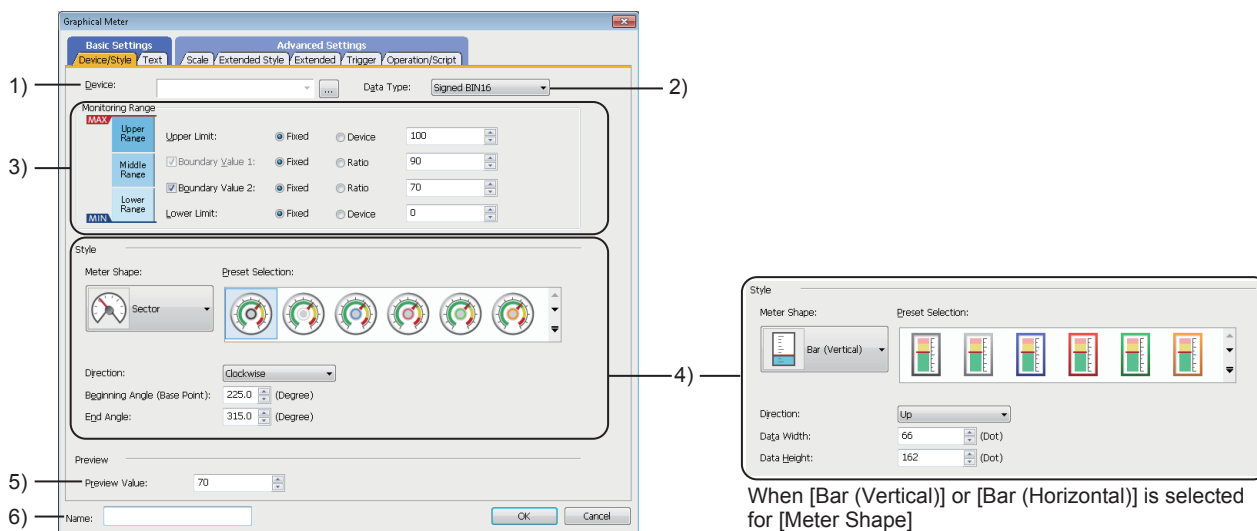 Graphical Meter
Basic Settings
Advanced Settings
Device/Style
Text
Scale
Extended Style
Extended
Trigger
Operation/Script
1)
Device:
...
Data Type:
Signed BIN16
2)
3)
Monitoring Range
MAX
Upper Range
Middle Range
Lower Range
MIN
Upper Limit:
Fixed
Device
100
Boundary Value 1:
Fixed
Ratio
90
Boundary Value 2:
Fixed
Ratio
70
Lower Limit:
Fixed
Device
0
4)
Style
Meter Shape:
Preset Selection:
Sector
Direction:
Clockwise
Beginning Angle (Base Point):
225.0
(Degree)
End Angle:
315.0
(Degree)
Preview
5)
Preview Value:
70
6)
Name:
OK
Cancel
Style
Meter Shape:
Preset Selection:
Bar (Vertical)
Direction:
Up
Data Width:
66
(Dot)
Data Height:
162
(Dot)
When [Bar (Vertical)] or [Bar (Horizontal)] is selected
for [Meter Shape]